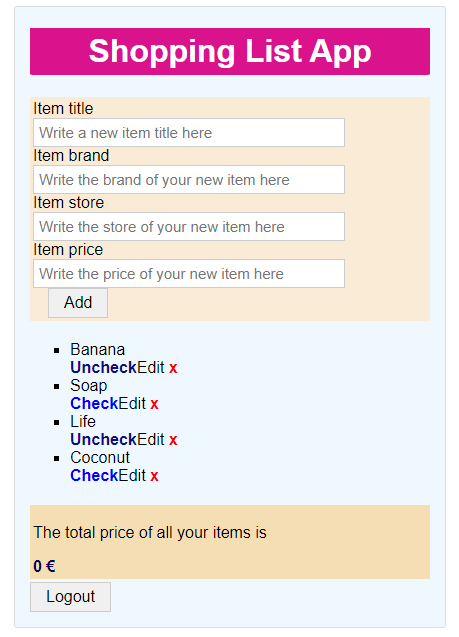 Shopping List App
Item title
Write a new item title here
Item brand
Write the brand of your new item here
Item store
Write the store of your new item here
Item price
Write the price of your new item here
Add
Banana
UncheckEdit x
Soap
CheckEdit x
Life
UncheckEdit x
Coconut
CheckEdit x
The total price of all your items is
0 €
Logout